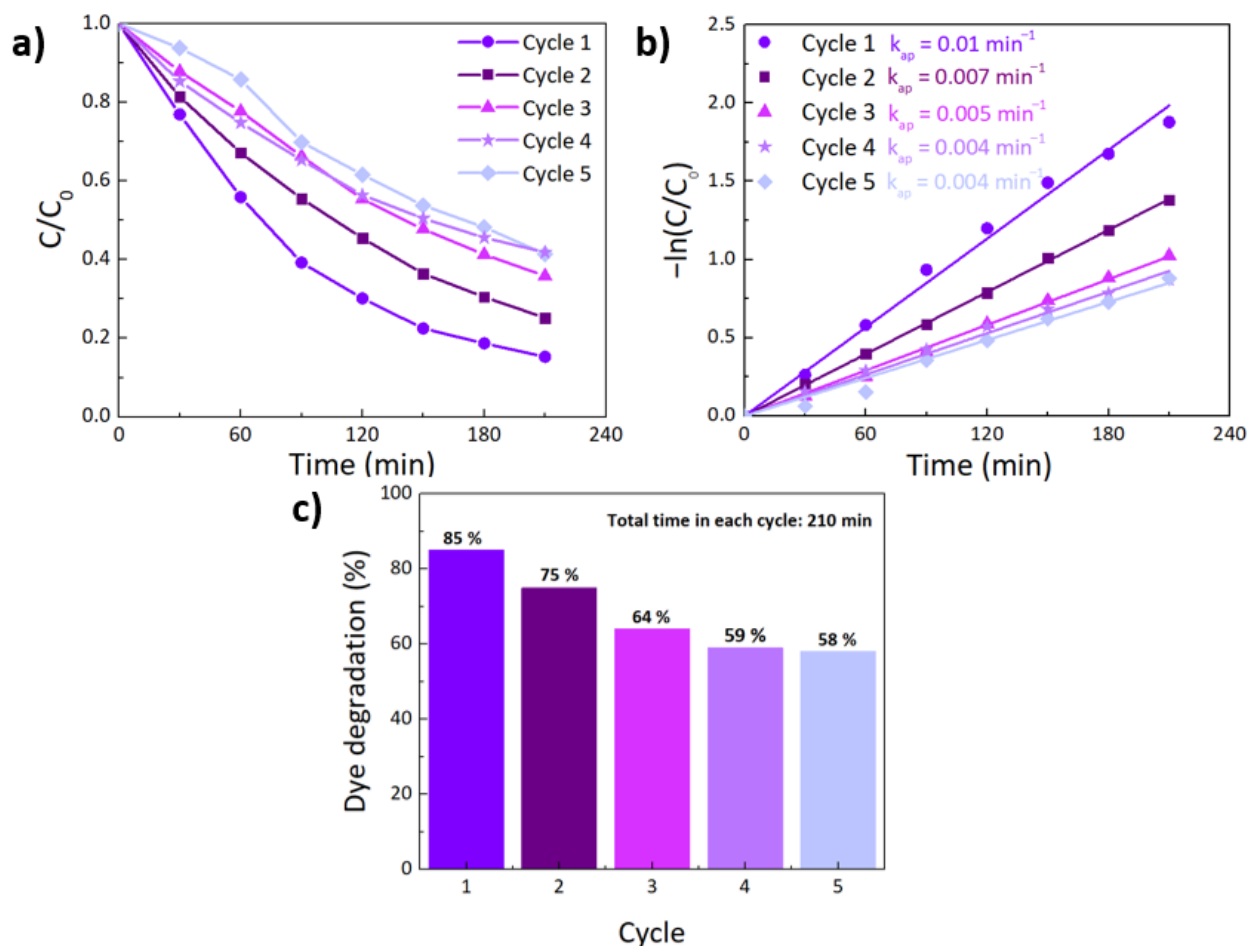 a)
1.0
0.8
0.6
0.4
0.2
0.0
C/C₀
0 60 120 180 240
Time (min)
Cycle 1
Cycle 2
Cycle 3
Cycle 4
Cycle 5
b)
2.5
2.0
1.5
1.0
0.5
0.0
−ln(C/C₀)
0 60 120 180 240
Time (min)
Cycle 1 kₐₚ = 0.01 min⁻¹
Cycle 2 kₐₚ = 0.007 min⁻¹
Cycle 3 kₐₚ = 0.005 min⁻¹
Cycle 4 kₐₚ = 0.004 min⁻¹
Cycle 5 kₐₚ = 0.004 min⁻¹
c)
100
80
60
40
20
0
Dye degradation (%)
Total time in each cycle: 210 min
85 %
75 %
64 %
59 %
58 %
1 2 3 4 5
Cycle